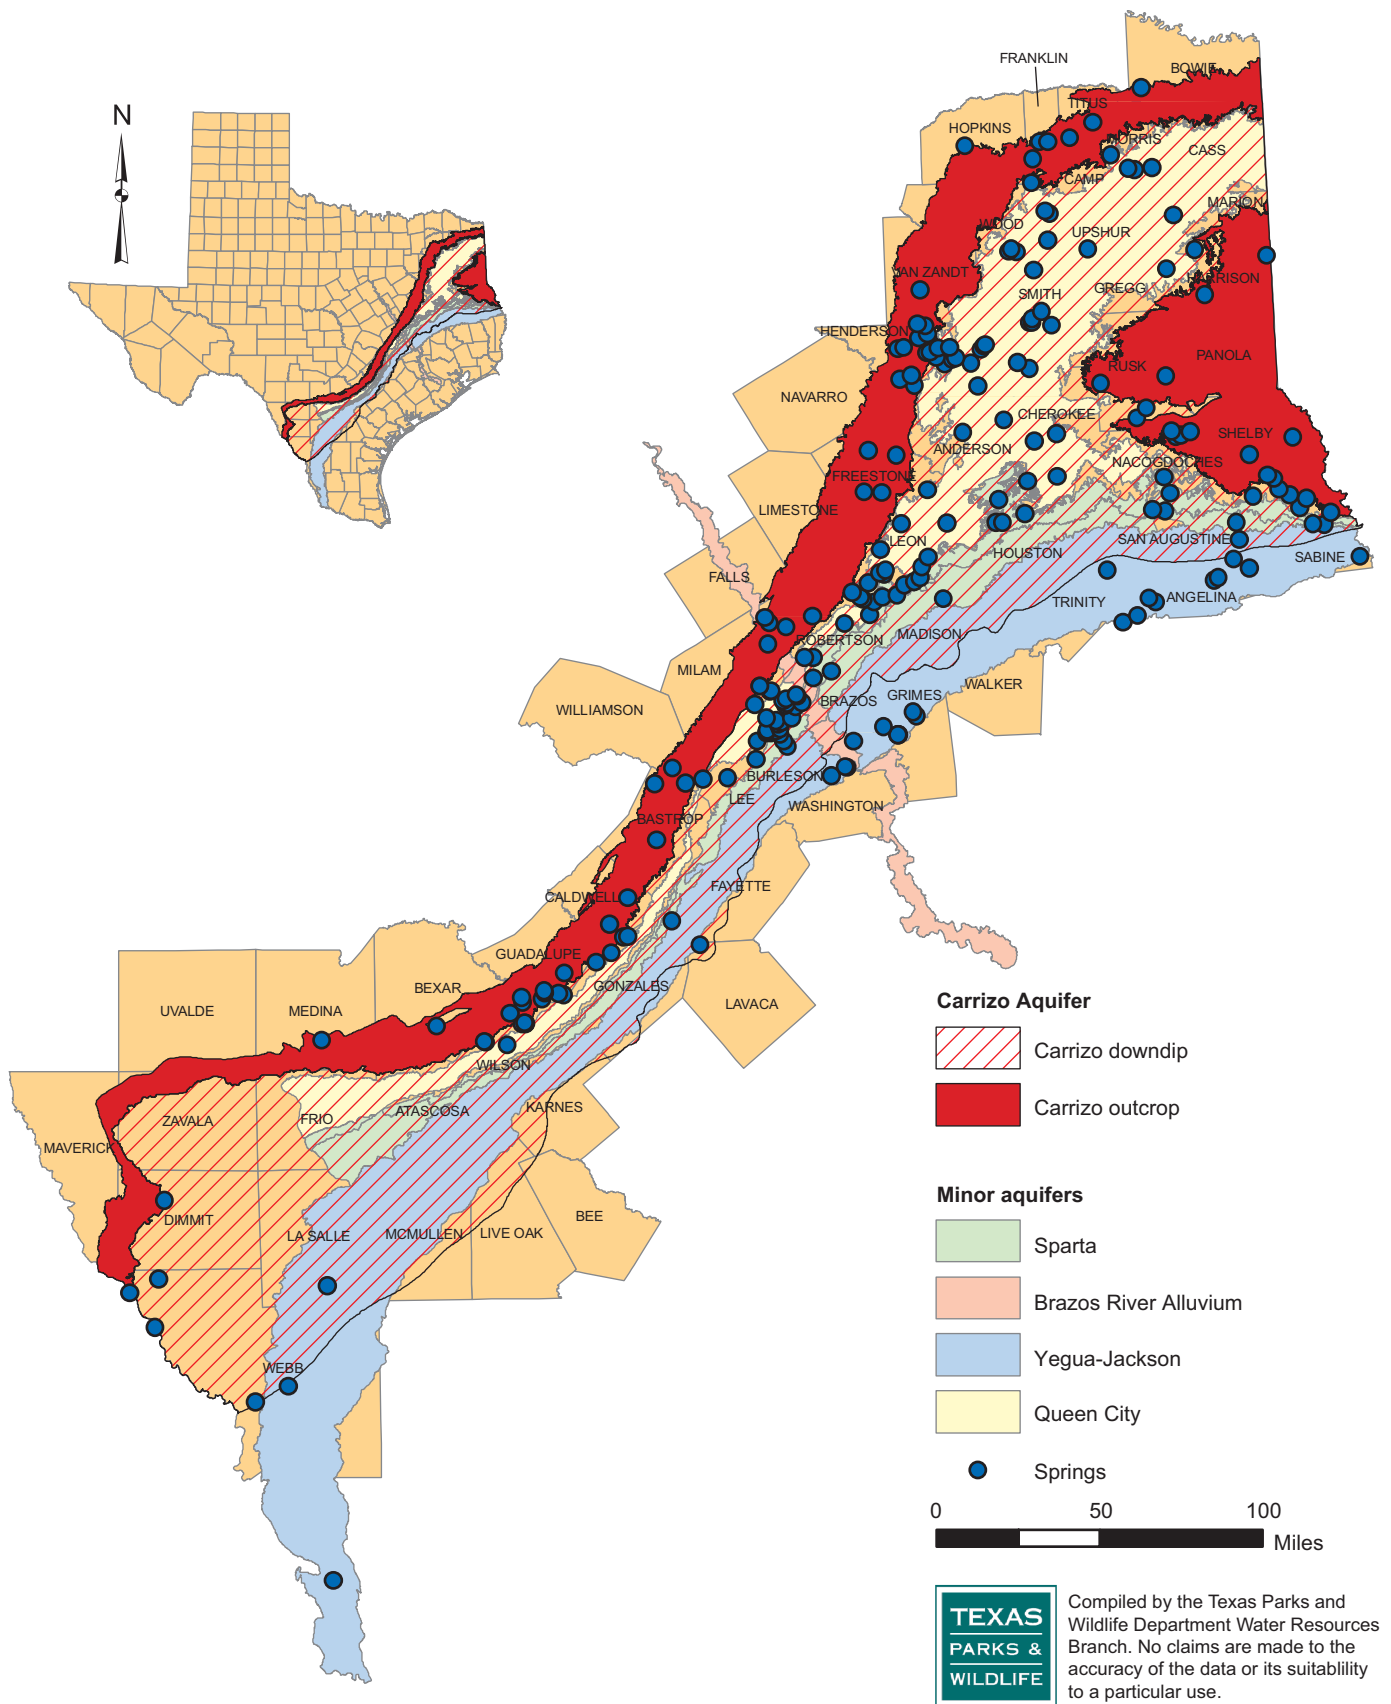 FRANKLIN
BOWIE
N
TITUS
HOPKINS
MORRIS
CASS
CAMP
MARION
WOOD
UPSHUR
VAN ZANDT
HARRISON
GREGG
SMITH
HENDERSON
PANOLA
RUSK
NAVARRO
CHEROKEE
SHELBY
ANDERSON
NACOGDOCHES
FREESTONE
LIMESTONE
LEON
HOUSTON
SAN AUGUSTINE
SABINE
FALLS
TRINITY
ANGELINA
MADISON
ROBERTSON
MILAM
WALKER
GRIMES
BRAZOS
WILLIAMSON
BURLESON
LEE
WASHINGTON
BASTROP
FAYETTE
CALDWELL
GUADALUPE
GONZALES
BEXAR
LAVACA
UVALDE
MEDINA
WILSON
KARNES
ATASCOSA
FRIO
ZAVALA
MAVERICK
DIMMIT
LA SALLE
MCMULLEN
LIVE OAK
BEE
WEBB
Carrizo Aquifer
Carrizo downdip
Carrizo outcrop
Minor aquifers
Sparta
Brazos River Alluvium
Yegua-Jackson
Queen City
Springs
0 50 100
Miles
TEXAS
PARKS &
WILDLIFE
Compiled by the Texas Parks and
Wildlife Department Water Resources
Branch. No claims are made to the
accuracy of the data or its suitablility
to a particular use.